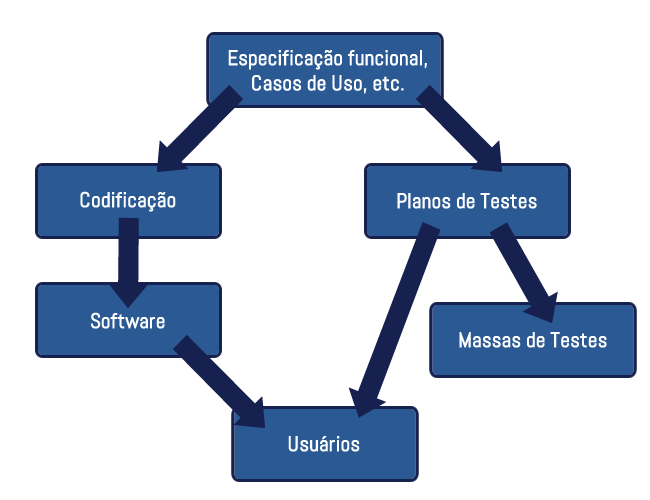 Especificação funcional,
Casos de Uso, etc.
Codificação
Planos de Testes
Software
Massas de Testes
Usuários